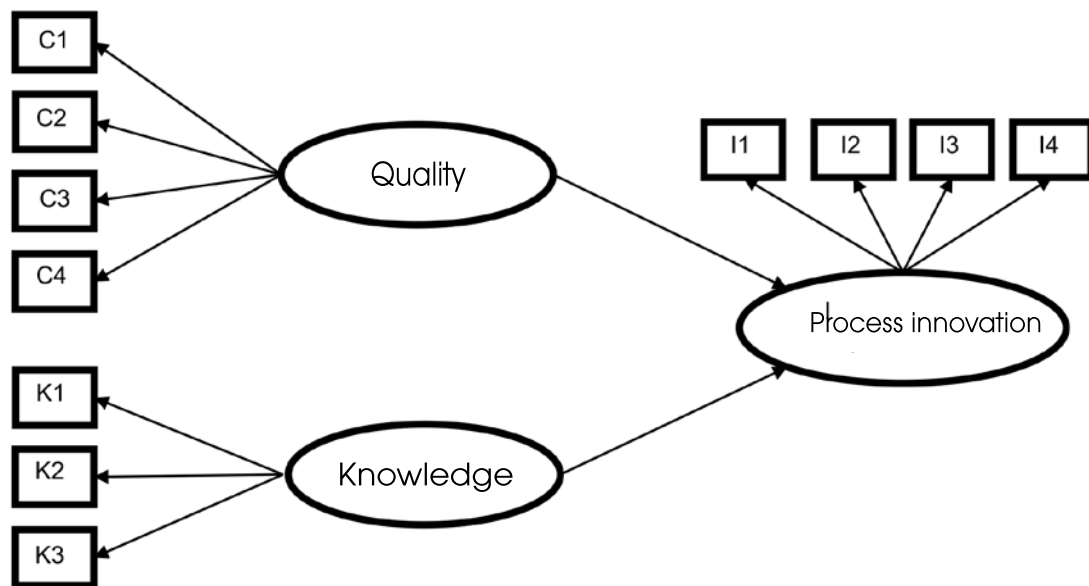 C1
C2
C3
C4
Quality
I1
I2
I3
I4
Process innovation
K1
K2
K3
Knowledge